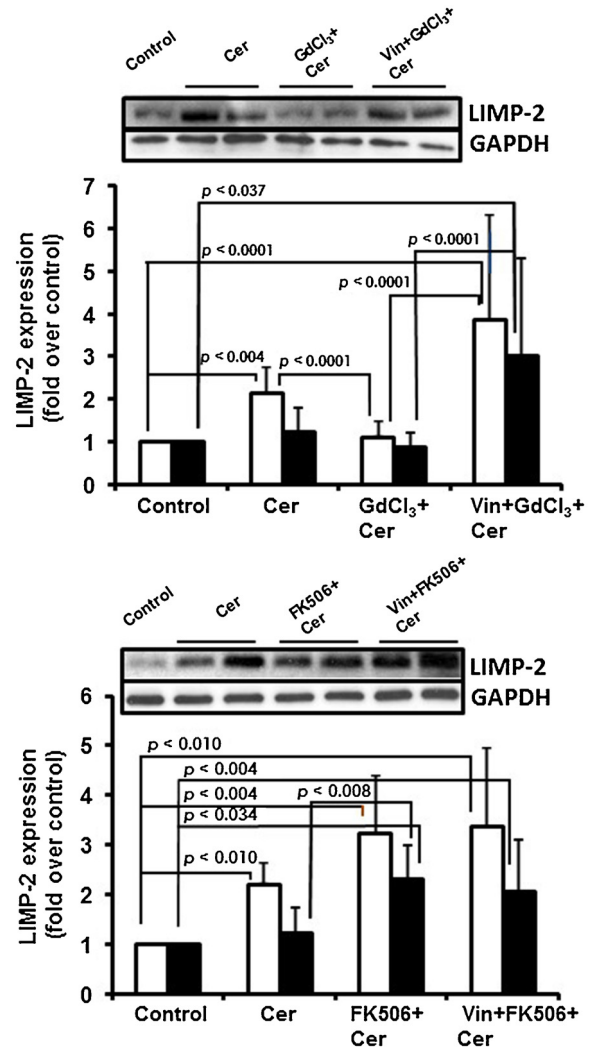 Control
Cer
GdCl₃+
Cer
Vin+GdCl₃+
Cer
LIMP-2
GAPDH
7
6
5
4
3
2
1
0
LIMP-2 expression
(fold over control)
p < 0.037
p < 0.0001
p < 0.0001
p < 0.0001
p < 0.004
p < 0.0001
Control
Cer
GdCl₃+
Cer
Vin+GdCl₃+
Cer
Control
Cer
FK506+
Cer
Vin+FK506+
Cer
LIMP-2
GAPDH
6
5
4
3
2
1
0
LIMP-2 expression
(fold over control)
p < 0.010
p < 0.004
p < 0.004
p < 0.008
p < 0.034
p < 0.010
Control
Cer
FK506+
Cer
Vin+FK506+
Cer